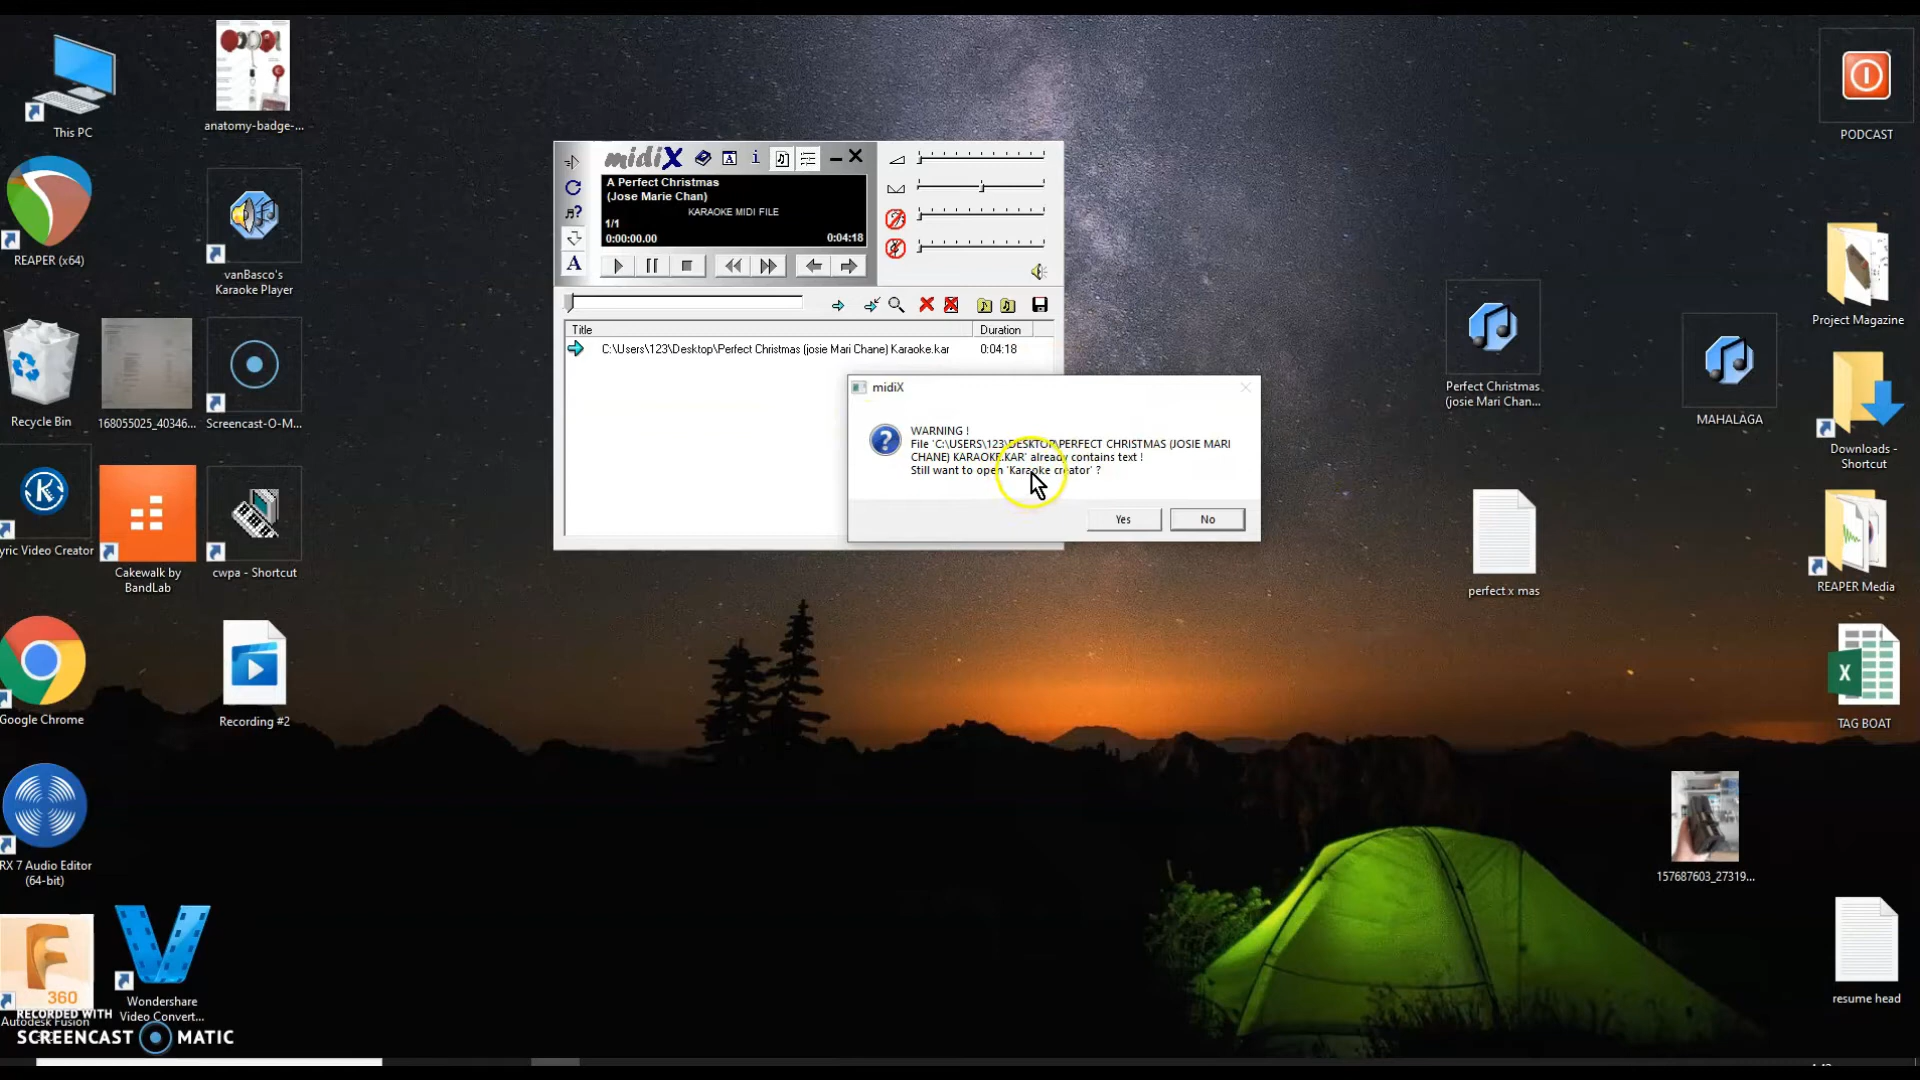 This PC
anatomy-badge-...
REAPER (x64)
vanBasco's
Karaoke Player
Recycle Bin
168055025_40346...
Screencast-O-M...
yric Video Creator
Cakewalk by
BandLab
cwpa - Shortcut
Google Chrome
Recording #2
RX 7 Audio Editor
(64-bit)
360
Autodesk Fusion
Wondershare
Video Convert...
RECORDED WITH
SCREENCAST MATIC
midiX
A i
A Perfect Christmas
(Jose Marie Chan)
KARAOKE MIDI FILE
1/1
0:00:00.00 0:04:18
A
Title Duration
C:\Users\123\Desktop\Perfect Christmas (josie Mari Chane) Karaoke.kar 0:04:18
midiX
WARNING !
File 'C:\USERS\123\DESKTOP\PERFECT CHRISTMAS (JOSIE MARI
CHANE) KARAOKE.KAR' already contains text !
Still want to open 'Karaoke creator' ?
Yes No
Perfect Christmas
(josie Mari Chan...
MAHALAGA
perfect x mas
157687603_27319...
PODCAST
Project Magazine
Downloads -
Shortcut
REAPER Media
X
TAG BOAT
resume head